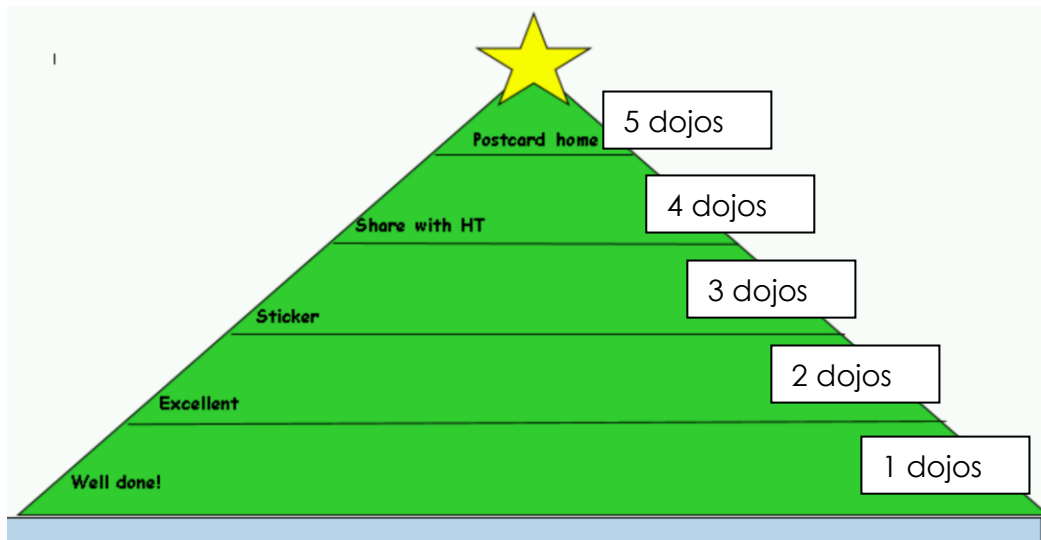 5 dojos
Postcard home
4 dojos
Share with HT
3 dojos
Sticker
2 dojos
Excellent
1 dojos
Well done!